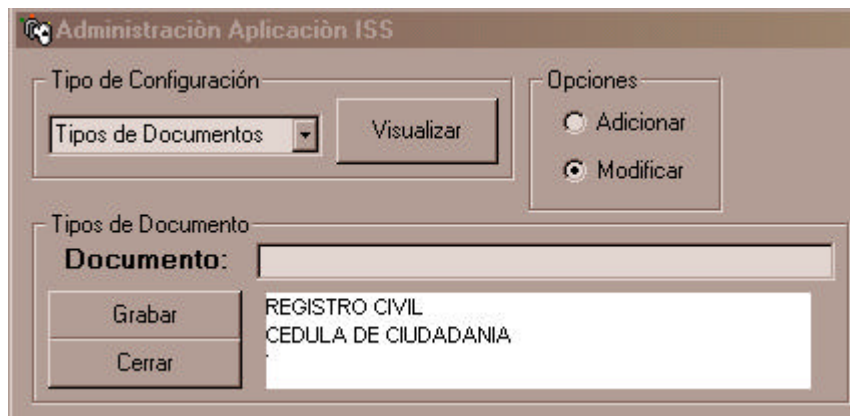 Administraciòn Aplicaciòn ISS
Tipo de Configuración
Tipos de Documentos
Visualizar
Opciones
Adicionar
Modificar
Tipos de Documento
Documento:
Grabar
Cerrar
REGISTRO CIVIL
CEDULA DE CIUDADANIA